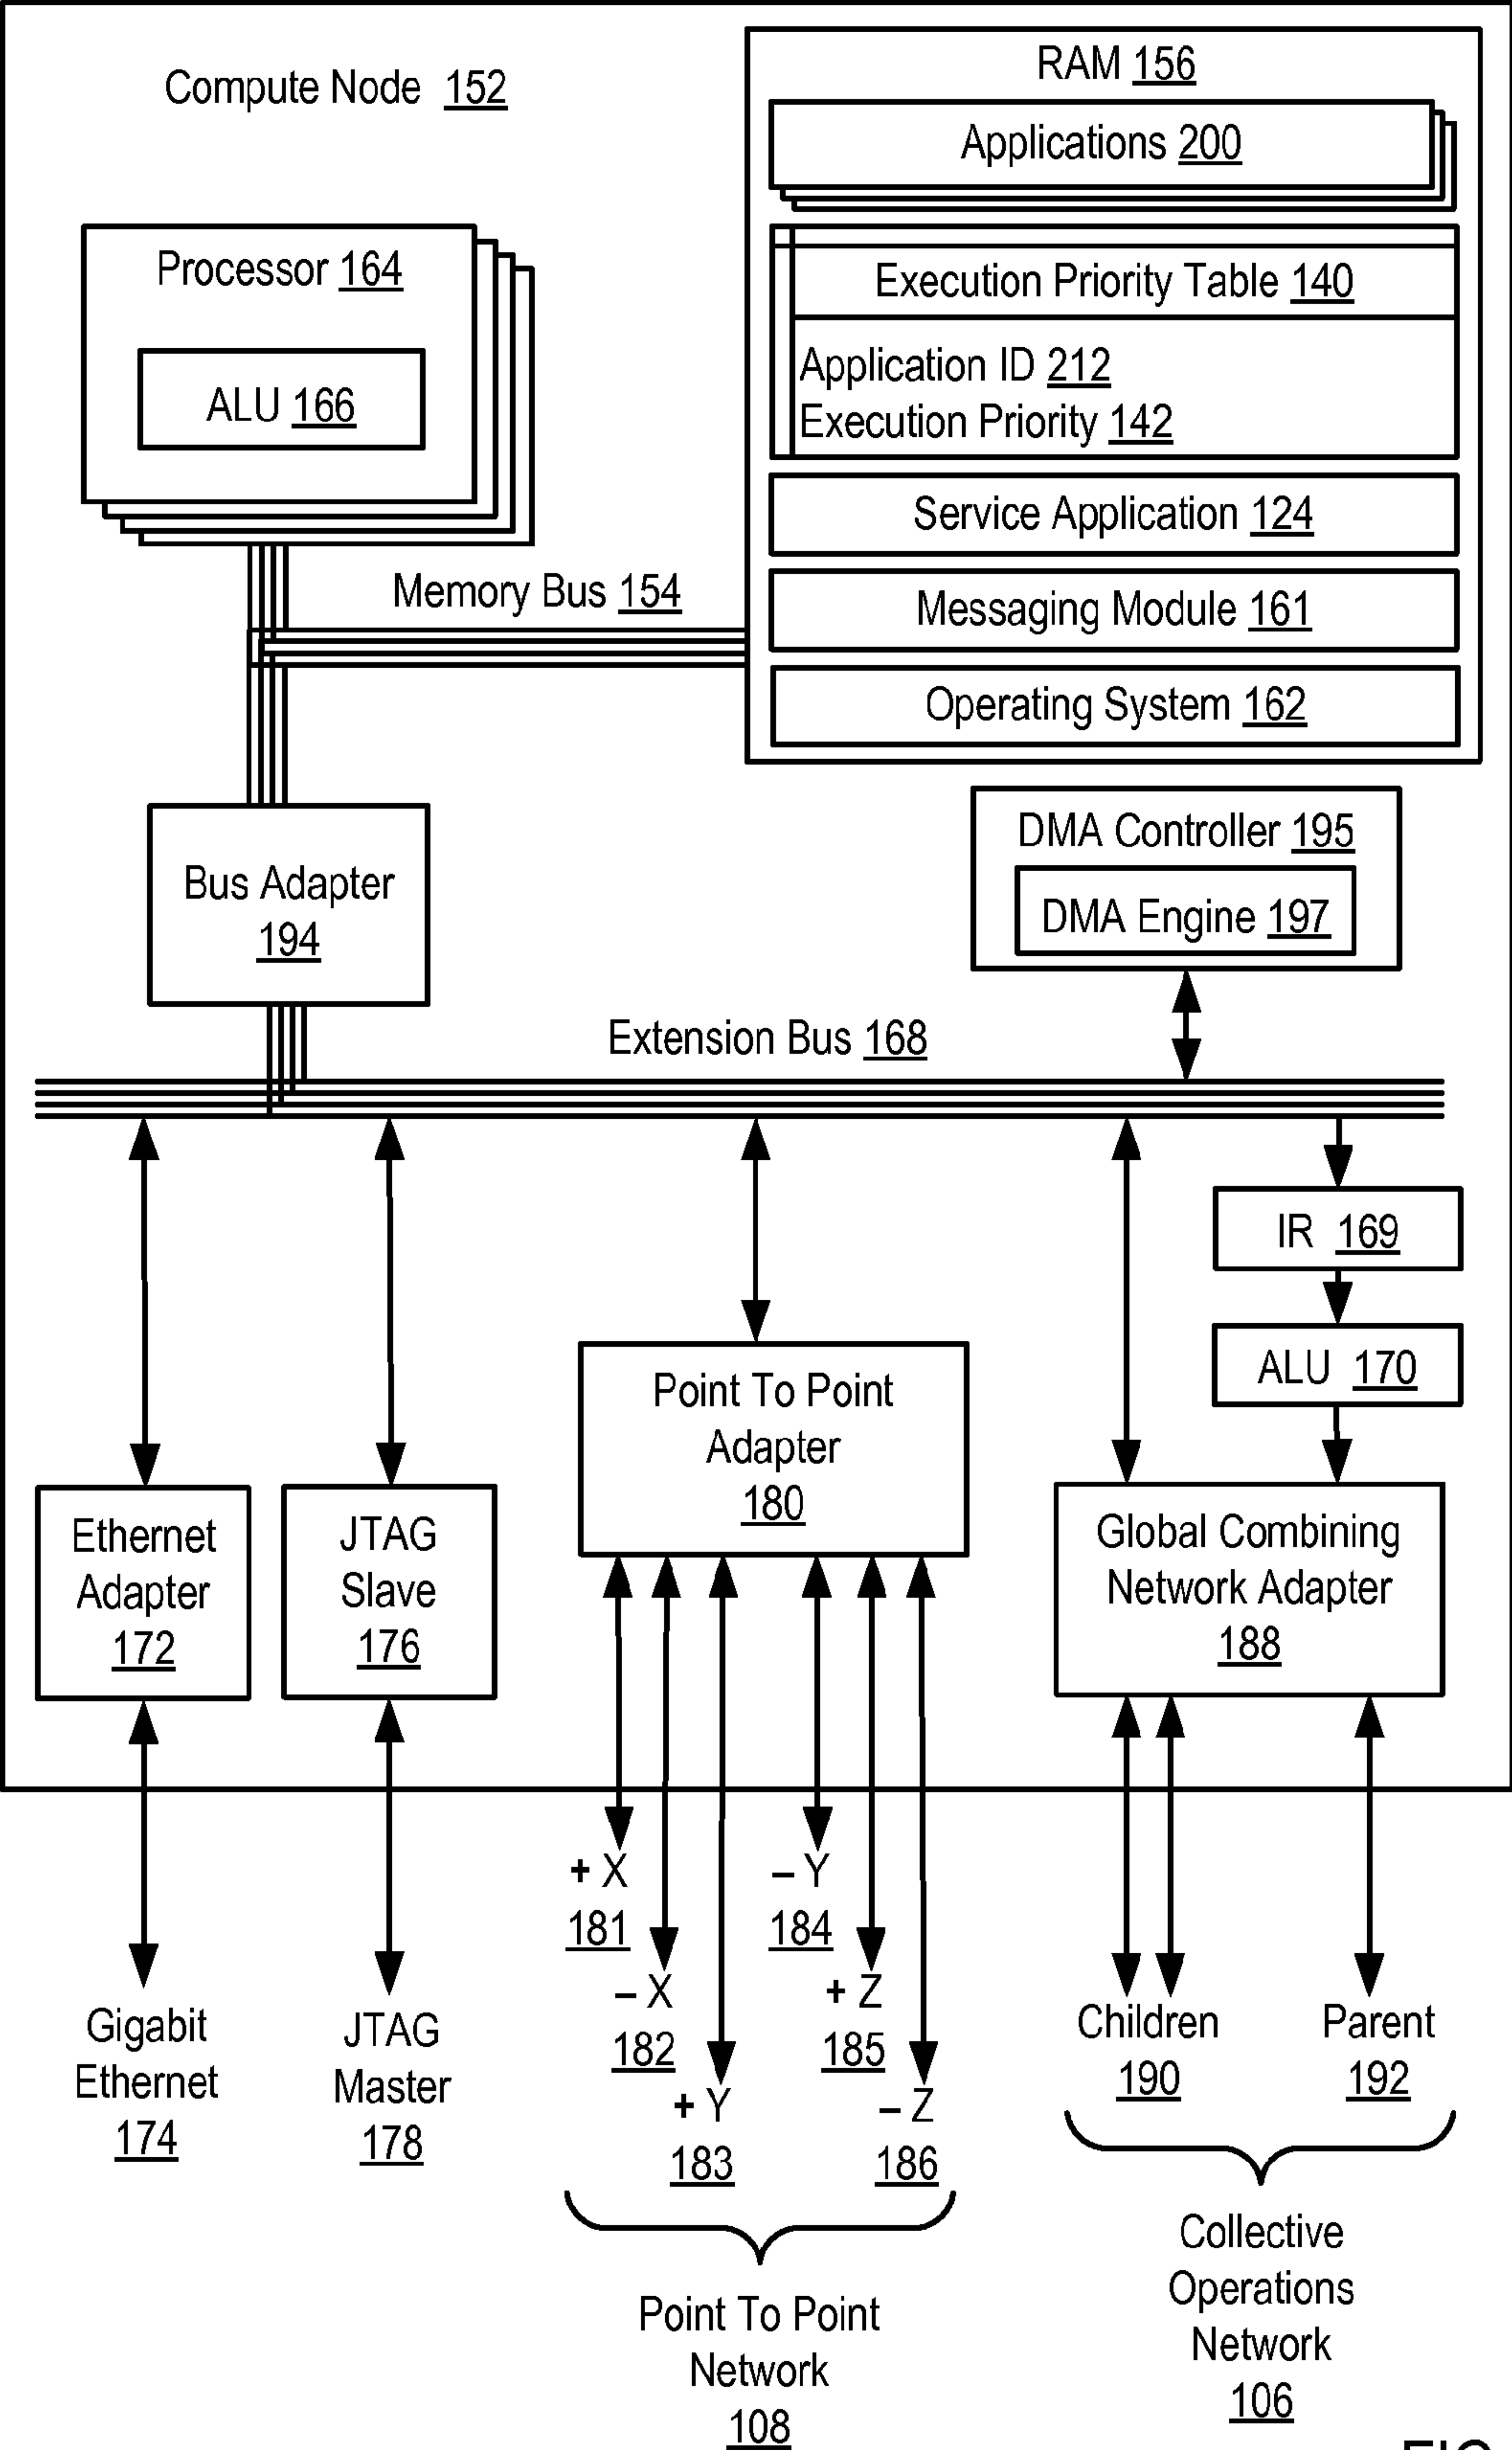 Compute Node 152
RAM 156
Applications 200
Processor 164
ALU 166
Execution Priority Table 140
Application ID 212
Execution Priority 142
Service Application 124
Memory Bus 154
Messaging Module 161
Operating System 162
Bus Adapter
194
DMA Controller 195
DMA Engine 197
Extension Bus 168
IR 169
ALU 170
Point To Point
Adapter
180
Ethernet
Adapter
172
JTAG
Slave
176
Global Combining
Network Adapter
188
+ X
181
– X
182
+ Y
183
– Y
184
+ Z
185
– Z
186
Gigabit
Ethernet
174
JTAG
Master
178
Children
190
Parent
192
Point To Point
Network
108
Collective
Operations
Network
106